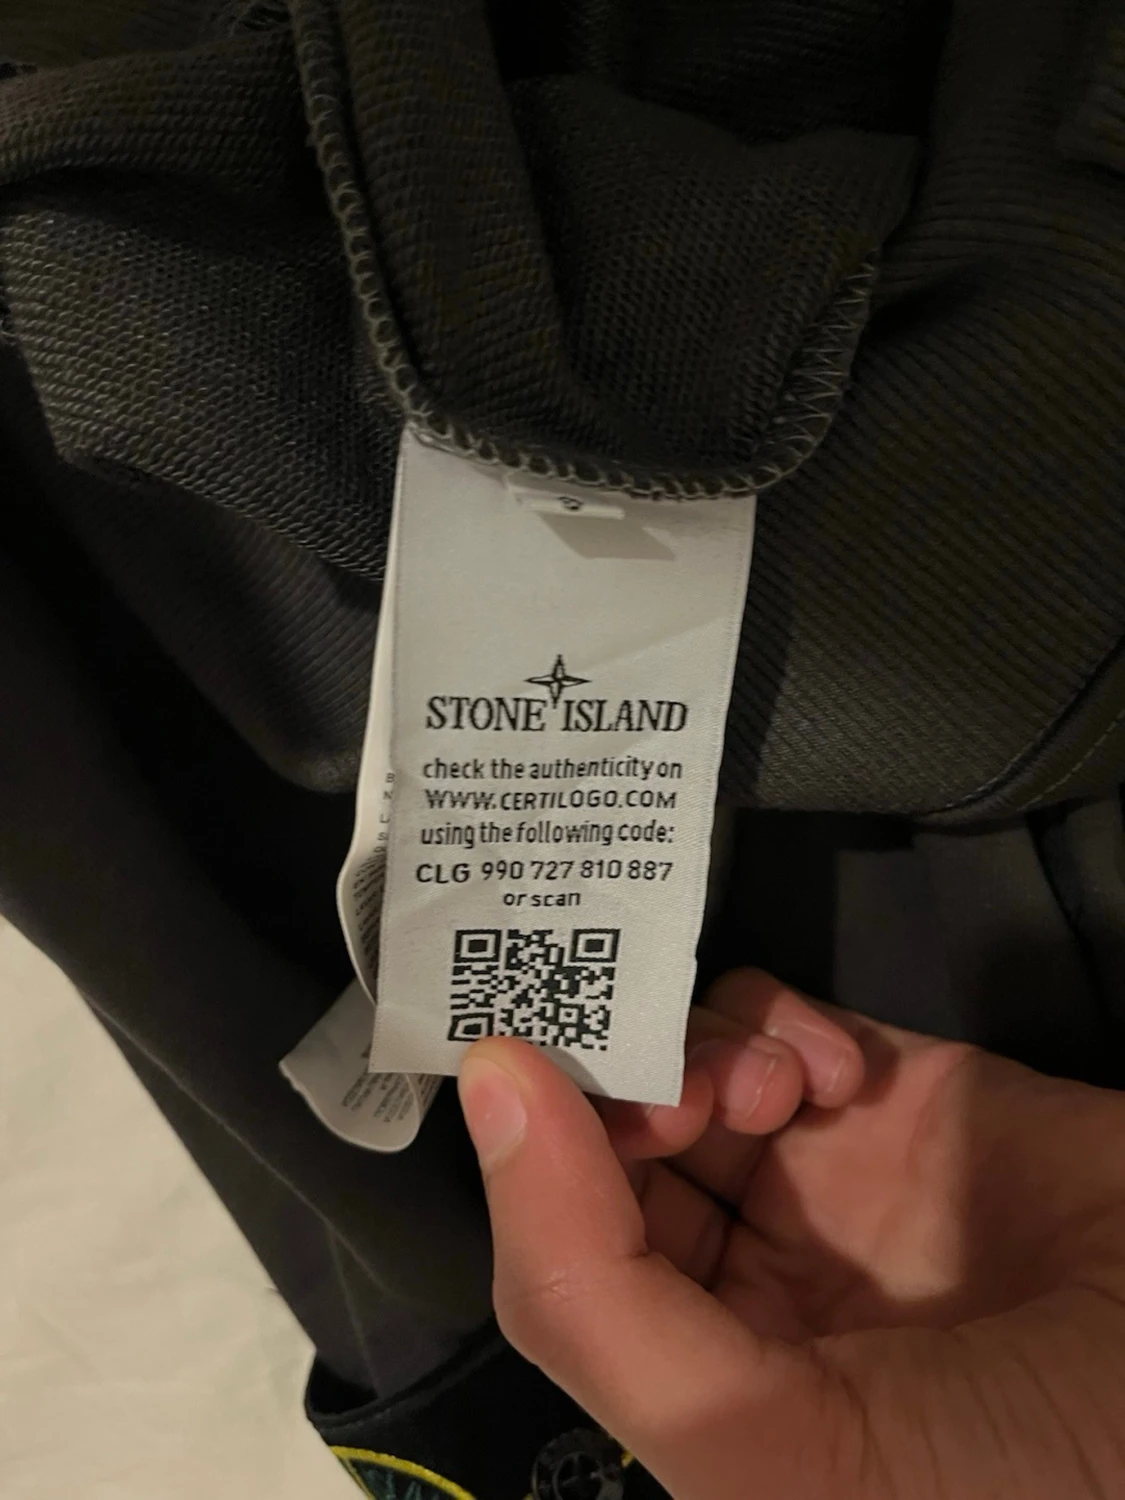 STONE ISLAND
check the authenticity on
WWW.CERTILOGO.COM
using the following code:
CLG 990 727 810 887
or scan